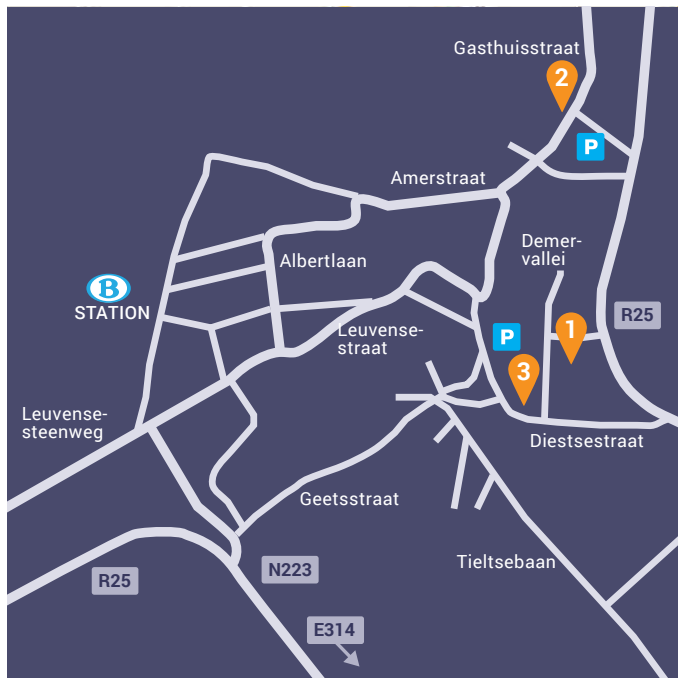 Gasthuisstraat
2
P
Amerstraat
Demer-
vallei
Albertlaan
B
STATION
R25
1
Leuvense-
straat
P
3
Leuvense-
steenweg
Diestsestraat
Geetsstraat
Tieltsebaan
N223
R25
E314